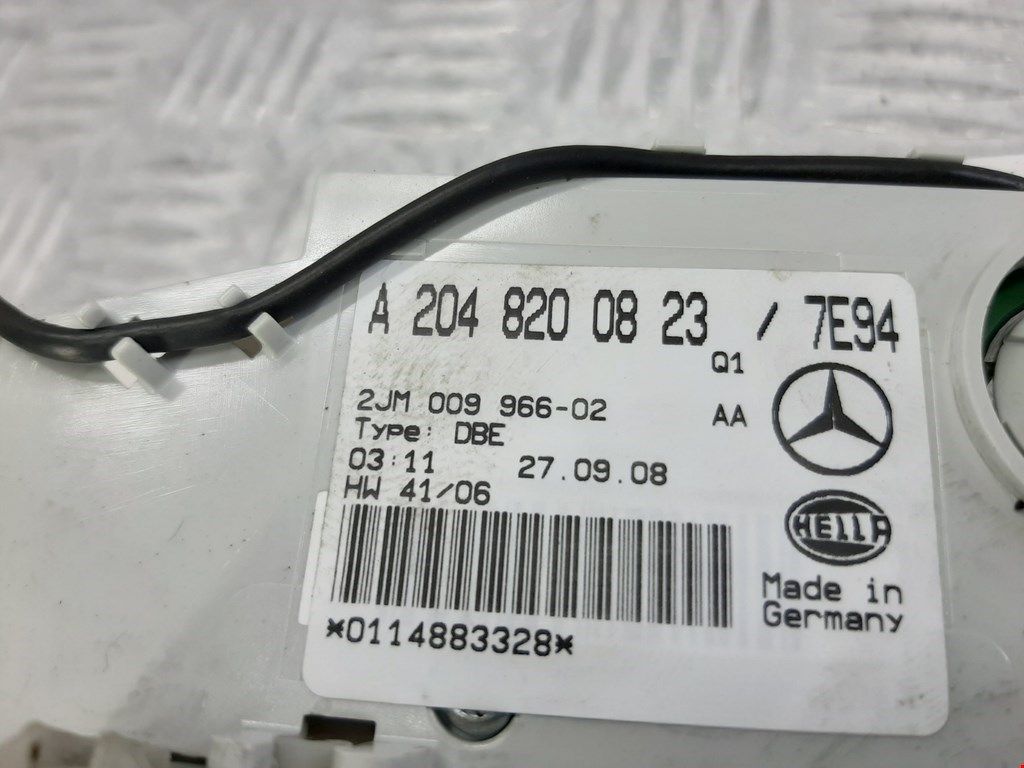 A 204 820 08 23 / 7E94
Q1
2JM 009 966-02 AA
Type: DBE
03:11 27.09.08
HW 41/06
HELLA
Made in
Germany
*0114883328*